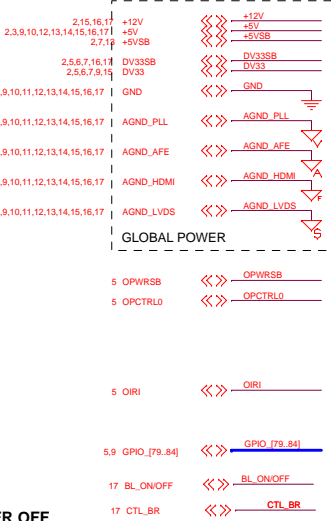 2,15,16,17 +12V +12V
2,3,9,10,12,13,14,15,16,17 +5V +5V
2,7,13 +5VSB +5VSB
2,5,6,7,16,17 DV33SB DV33SB
2,5,6,7,9,15 DV33 DV33
,9,10,11,12,13,14,15,16,17 GND GND
,9,10,11,12,13,14,15,16,17 AGND_PLL AGND_PLL
V
,9,10,11,12,13,14,15,16,17 AGND_AFE AGND_AFE
A
,9,10,11,12,13,14,15,16,17 AGND_HDMI AGND_HDMI
F
,9,10,11,12,13,14,15,16,17 AGND_LVDS AGND_LVDS
S
GLOBAL POWER
5 OPWRSB OPWRSB
5 OPCTRL0 OPCTRL0
5 OIRI OIRI
5,9 GPIO_[79..84] GPIO_[79..84]
17 BL_ON/OFF BL_ON/OFF
17 CTL_BR CTL_BR
ER OFF